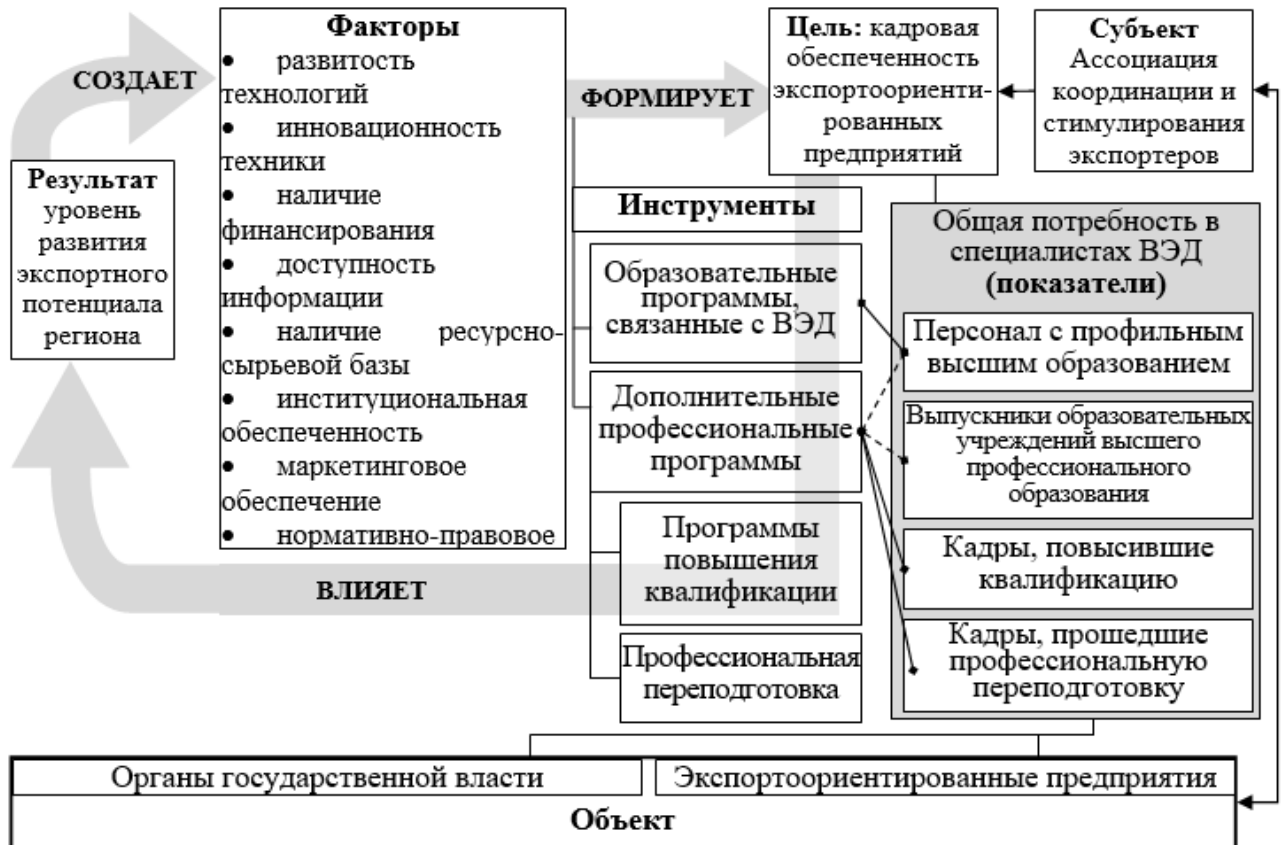 СОЗДАЕТ
Результат
уровень
развития
экспортного
потенциала
региона
Факторы
• развитость
технологий
• инновационность
техники
• наличие
финансирования
• доступность
информации
• наличие ресурсно-
сырьевой базы
• институциональная
обеспеченность
• маркетинговое
обеспечение
• нормативно-правовое
ВЛИЯЕТ
ФОРМИРУЕТ
Цель: кадровая
обеспеченность
экспортоориенти-
рованных
предприятий
Субъект
Ассоциация
координации и
стимулирования
экспортеров
Инструменты
Образовательные
программы,
связанные с ВЭД
Дополнительные
профессиональные
программы
Программы
повышения
квалификации
Профессиональная
переподготовка
Общая потребность в
специалистах ВЭД
(показатели)
Персонал с профильным
высшим образованием
Выпускники образовательных
учреждений высшего
профессионального
образования
Кадры, повысившие
квалификацию
Кадры, прошедшие
профессиональную
переподготовку
Органы государственной власти
Экспортоориентированные предприятия
Объект